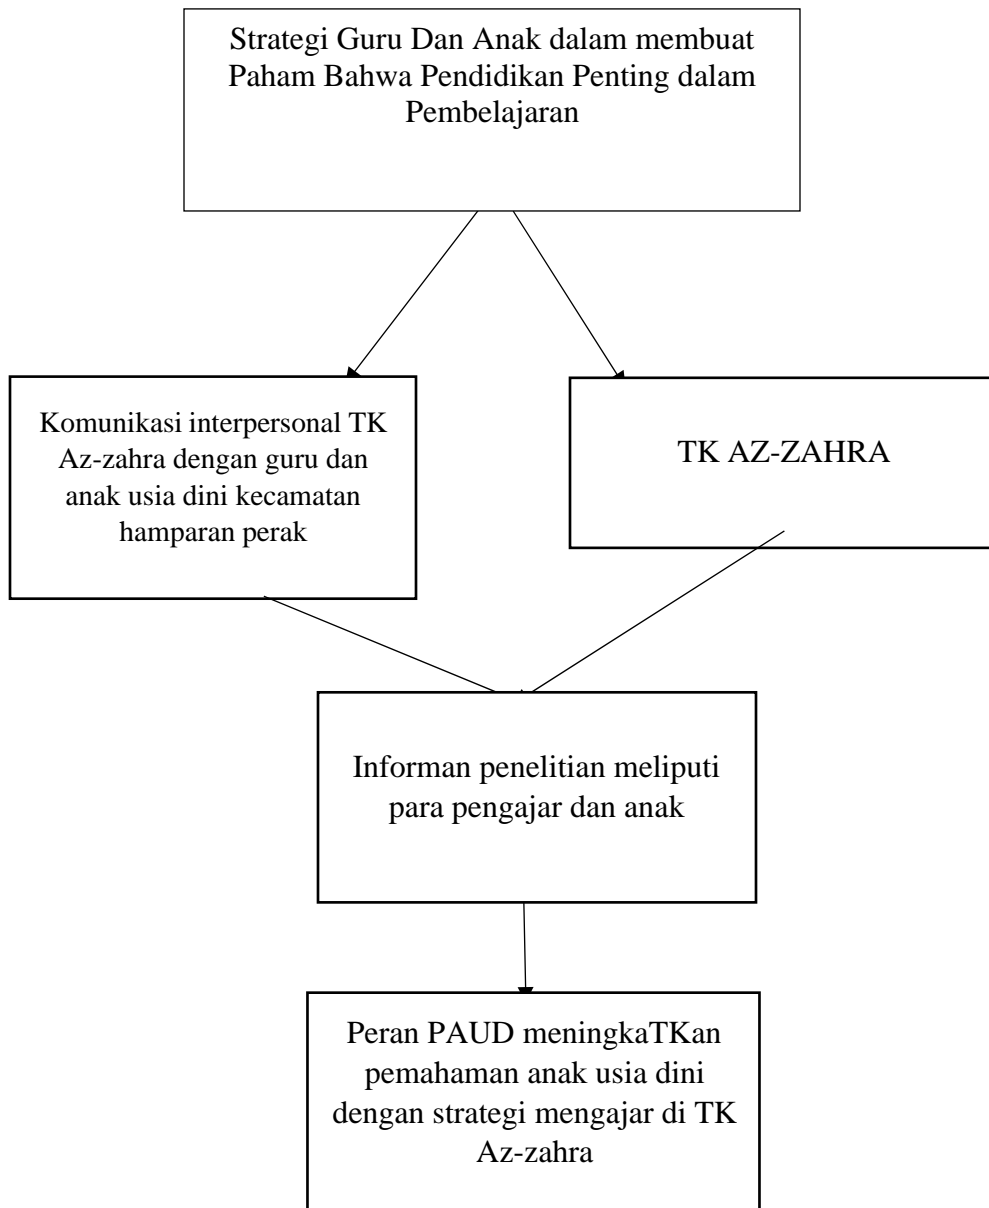 Strategi Guru Dan Anak dalam membuat
Paham Bahwa Pendidikan Penting dalam
Pembelajaran
Komunikasi interpersonal TK
Az-zahra dengan guru dan
anak usia dini kecamatan
hamparan perak
TK AZ-ZAHRA
Informan penelitian meliputi
para pengajar dan anak
Peran PAUD meningkaTKan
pemahaman anak usia dini
dengan strategi mengajar di TK
Az-zahra